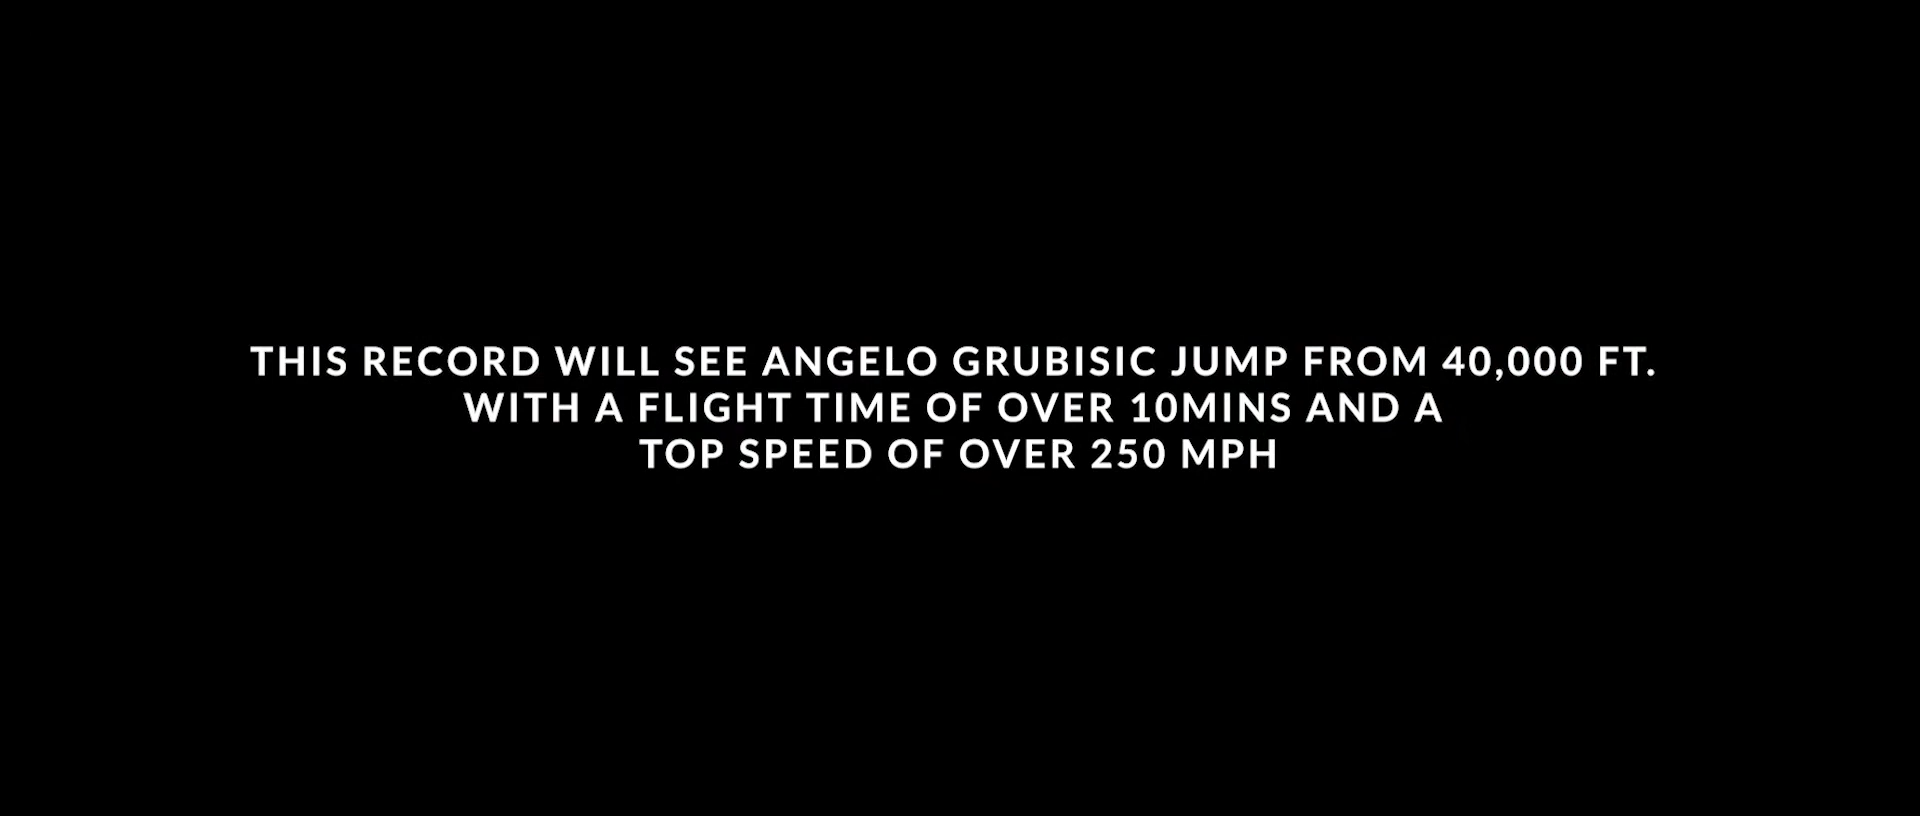 THIS RECORD WILL SEE ANGELO GRUBISIC JUMP FROM 40,000 FT.
WITH A FLIGHT TIME OF OVER 10MINS AND A
TOP SPEED OF OVER 250 MPH